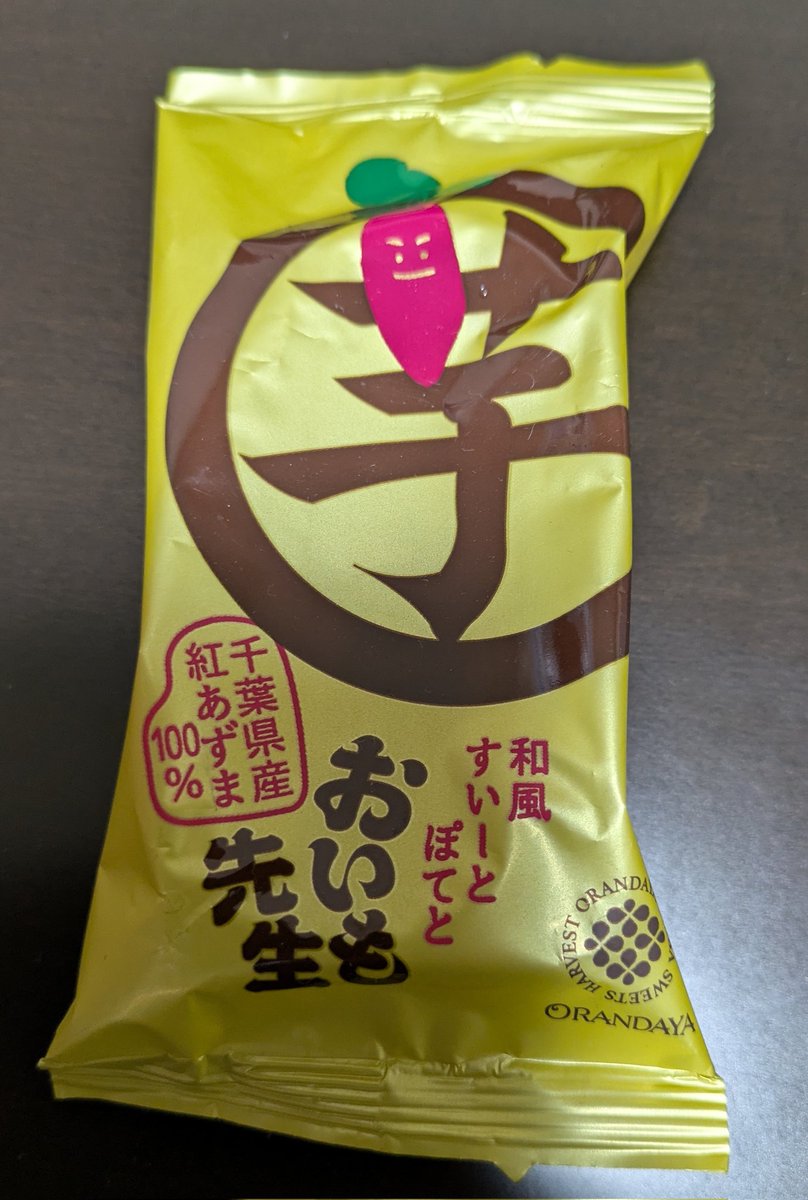 芋
千葉県産
紅あずま
100%
和風
すいーと
ぽてと
おいも
先生
ORANDAYA SWEETS HARVEST
ORANDAYA